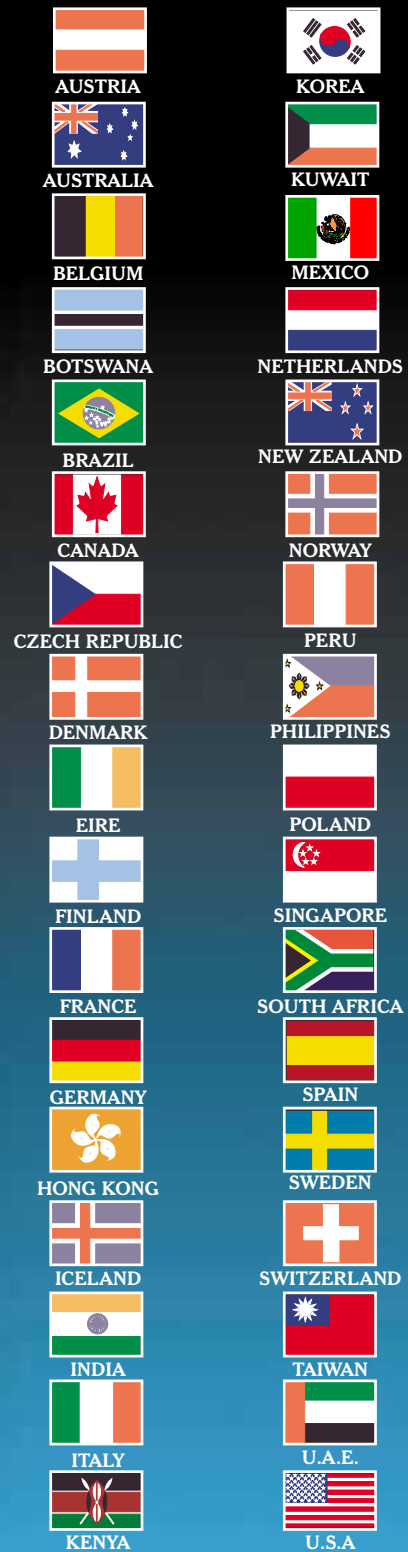 AUSTRIA
AUSTRALIA
BELGIUM
BOTSWANA
BRAZIL
CANADA
CZECH REPUBLIC
DENMARK
EIRE
FINLAND
FRANCE
GERMANY
HONG KONG
ICELAND
INDIA
ITALY
KENYA
KOREA
KUWAIT
MEXICO
NETHERLANDS
NEW ZEALAND
NORWAY
PERU
PHILIPPINES
POLAND
SINGAPORE
SOUTH AFRICA
SPAIN
SWEDEN
SWITZERLAND
TAIWAN
U.A.E.
U.S.A